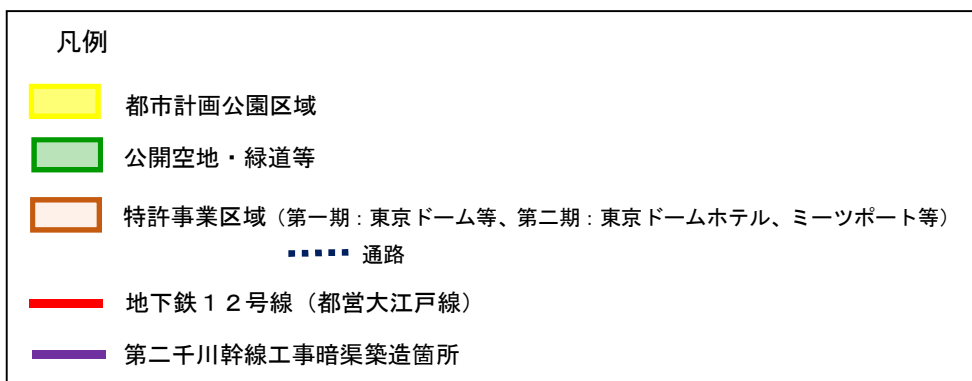 凡例
都市計画公園区域
公開空地・緑道等
特許事業区域（第一期：東京ドーム等、第二期：東京ドームホテル、ミーツポート等）
通路
地下鉄１２号線（都営大江戸線）
第二千川幹線工事暗渠築造箇所